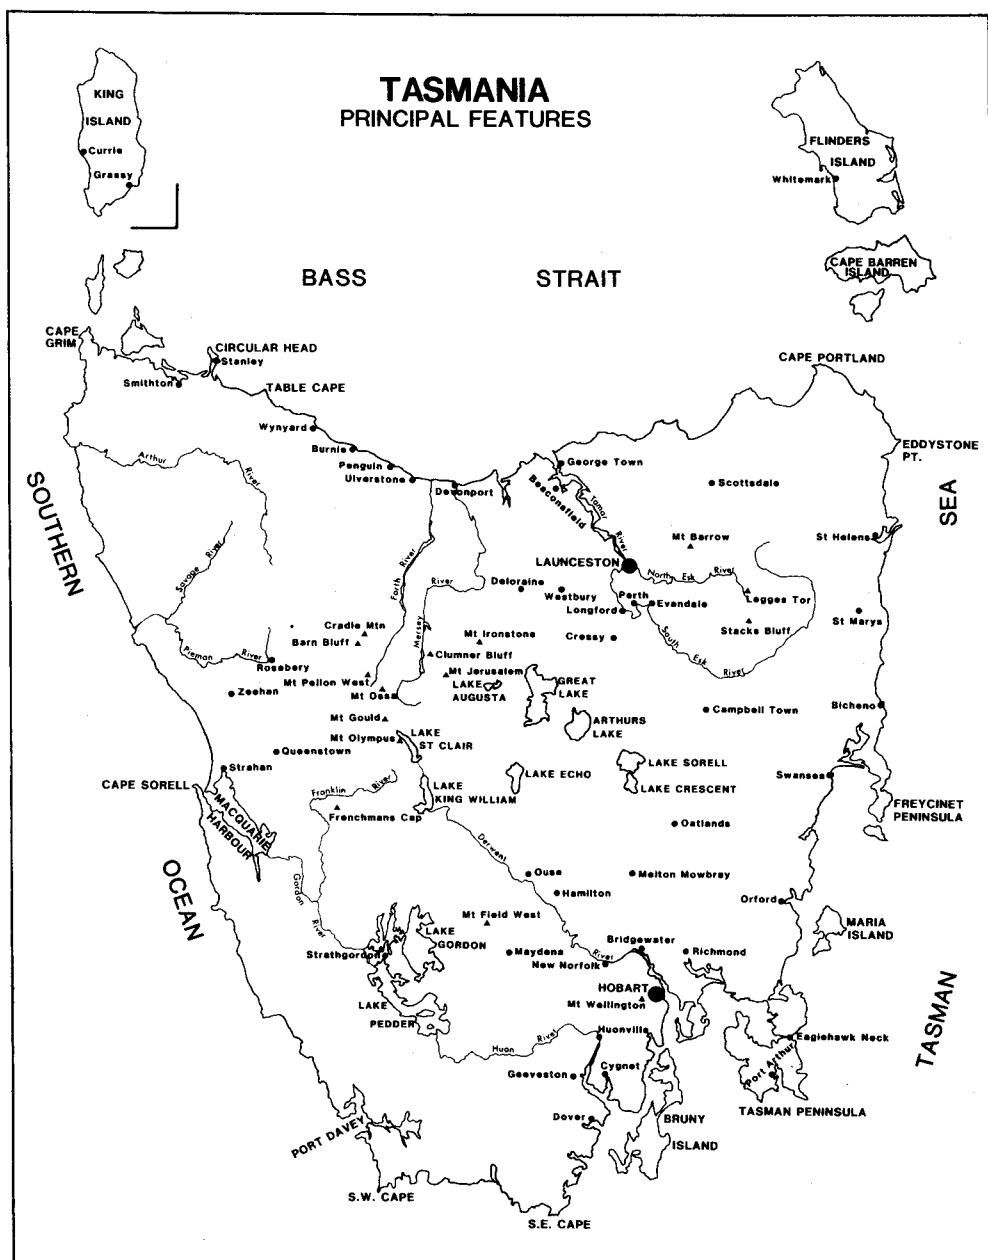 TASMANIA
PRINCIPAL FEATURES
KING
ISLAND
Currie
Grassy
FLINDERS
ISLAND
Whitemark
CAPE BARREN
ISLAND
BASS STRAIT
CAPE
GRIM
CIRCULAR HEAD
Stanley
Smithton
TABLE CAPE
CAPE PORTLAND
Wynyard
Burnie
Penguin
Ulverstone
Devonport
George Town
Beaconsfield
Tamar
River
Scottsdale
EDDYSTONE
PT.
Arthur
River
SOUTHERN
SEA
Mt Barrow
St Helens
LAUNCESTON
Savage River
Forth River
Mersey
River
Deloraine
Westbury
North Esk River
Perth
Evandale
Longford
Legges Tor
Stacks Bluff
St Marys
Cradle Mtn
Barn Bluff
Mt Ironstone
Cressy
South
Esk
River
Clumner Bluff
Pieman River
Rosebery
Mt Pellon West
Mt Jerusalem
LAKE
AUGUSTA
GREAT
LAKE
Zeehan
Mt Ossa
Mt Gould
ARTHURS
LAKE
Campbell Town
Bicheno
Mt Olympus
LAKE
ST CLAIR
Queenstown
Strahan
LAKE ECHO
LAKE SORELL
LAKE CRESCENT
Swansea
CAPE SORELL
Franklin River
LAKE
KING WILLIAM
Frenchmans Cap
MACQUARIE
HARBOUR
FREYCINET
PENINSULA
Oatlands
Derwent
River
OCEAN
Gordon
River
Ouse
Hamilton
Melton Mowbray
Orford
Mt Field West
LAKE
GORDON
MARIA
ISLAND
Strathgordon
Maydena
New Norfolk
Bridgewater
Richmond
LAKE
PEDDER
HOBART
Mt Wellington
TASMAN
Huon River
Huonville
Eaglehawk Neck
Port Arthur
Geeveston
Cygnet
TASMAN PENINSULA
Dover
BRUNY
ISLAND
PORT DAVEY
S.W. CAPE
S.E. CAPE